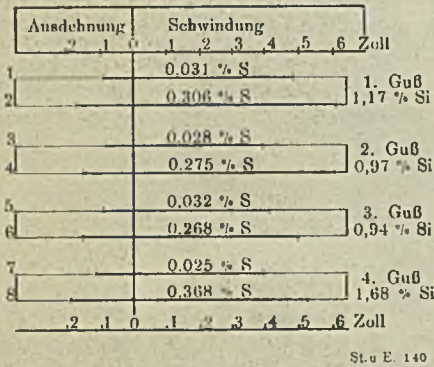 Ausdehnung Schwindung
,2 ,1 0 ,1 ,2 ,3 ,4 ,5 ,6 Zoll
1 0.031 % S
1. Guß
2 0.306 % S 1,17 % Si
3 0.028 % S
2. Guß
4 0.275 % S 0,97 % Si
5 0.032 % S
3. Guß
6 0.268 % S 0,94 % Si
7 0.025 % S
4. Guß
8 0.368 % S 1,68 % Si
,2 ,1 0 ,1 ,2 ,3 ,4 ,5 ,6 Zoll
St.u E. 140